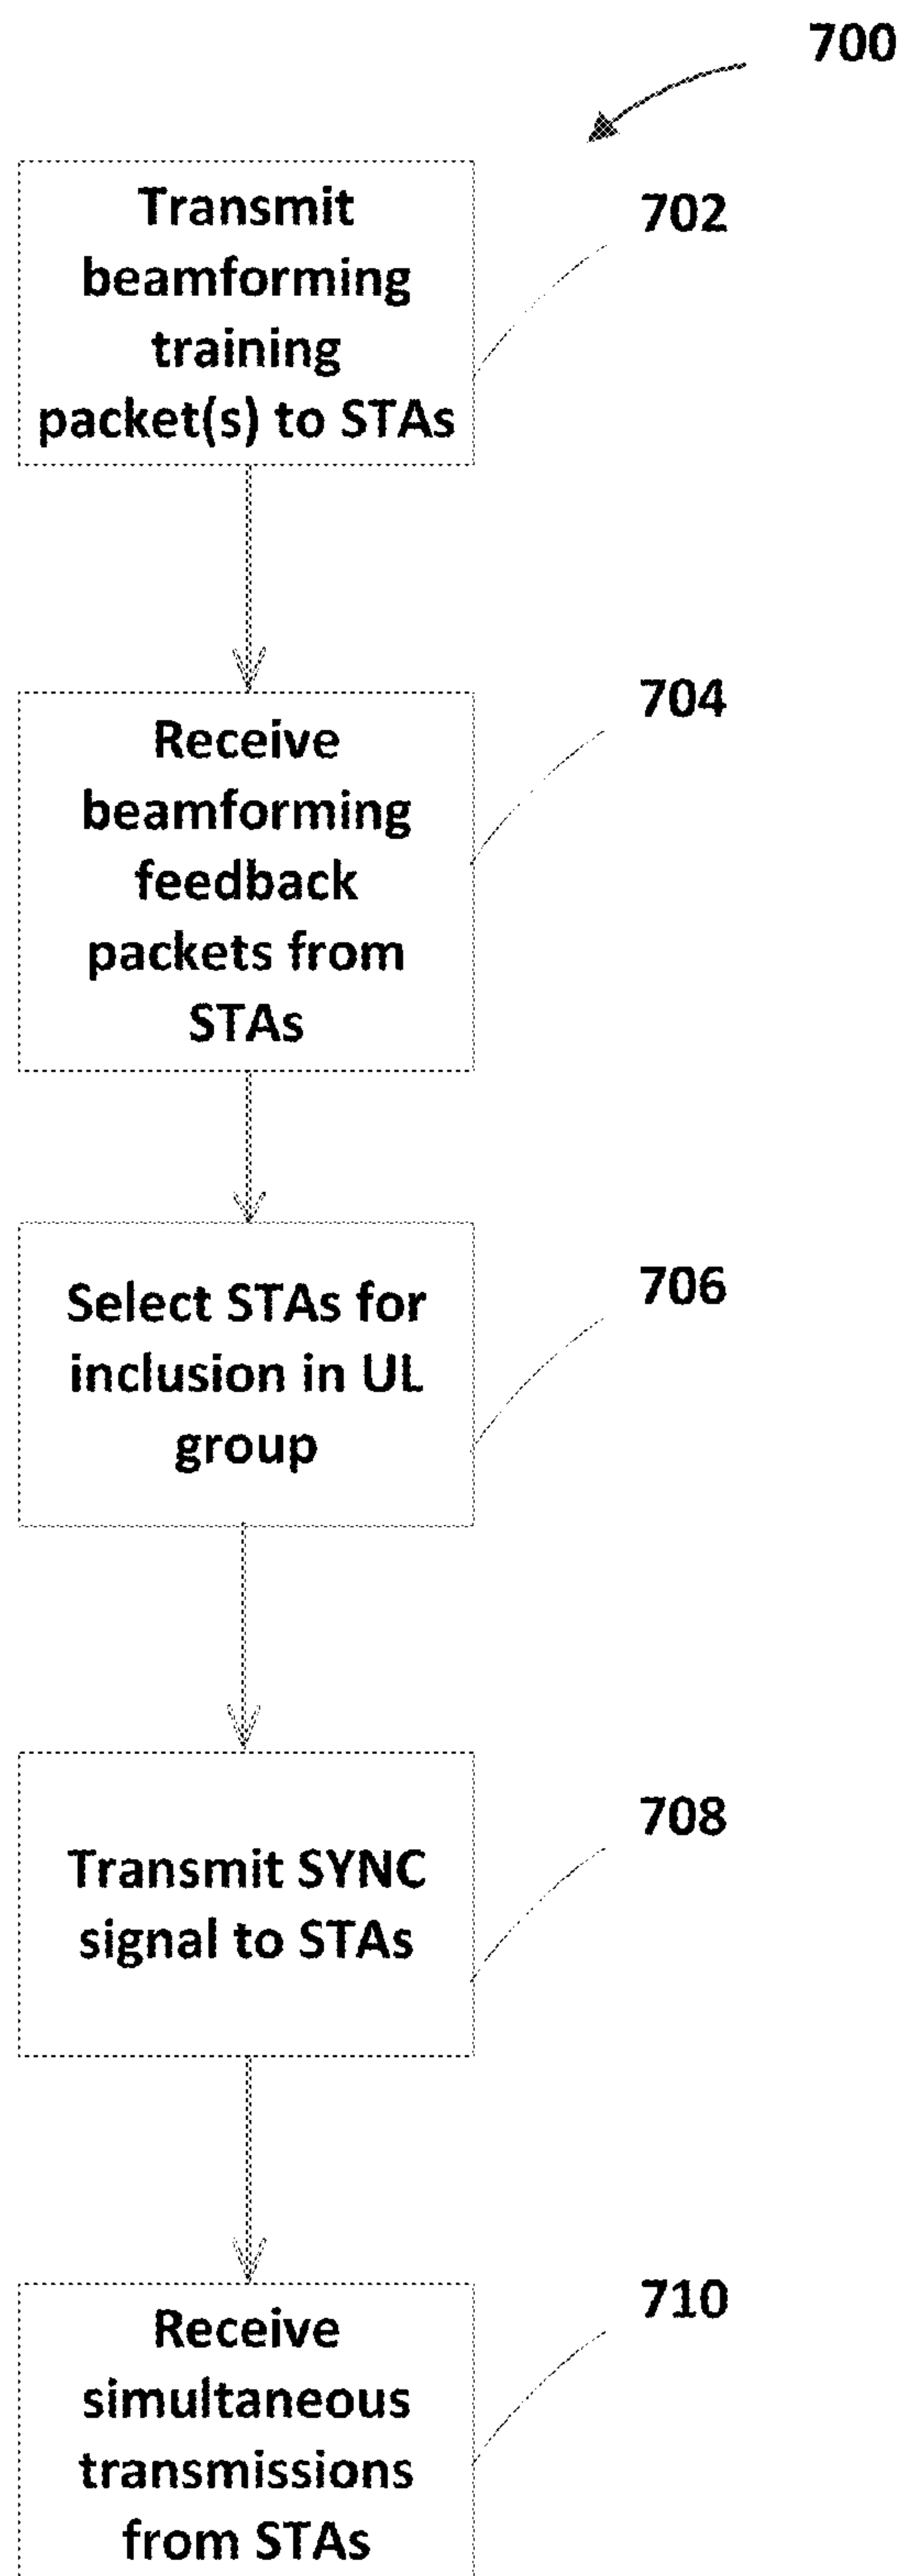 700
702
Transmit
beamforming
training
packet(s) to STAs
704
Receive
beamforming
feedback
packets from
STAs
706
Select STAs for
inclusion in UL
group
708
Transmit SYNC
signal to STAs
710
Receive
simultaneous
transmissions
from STAs